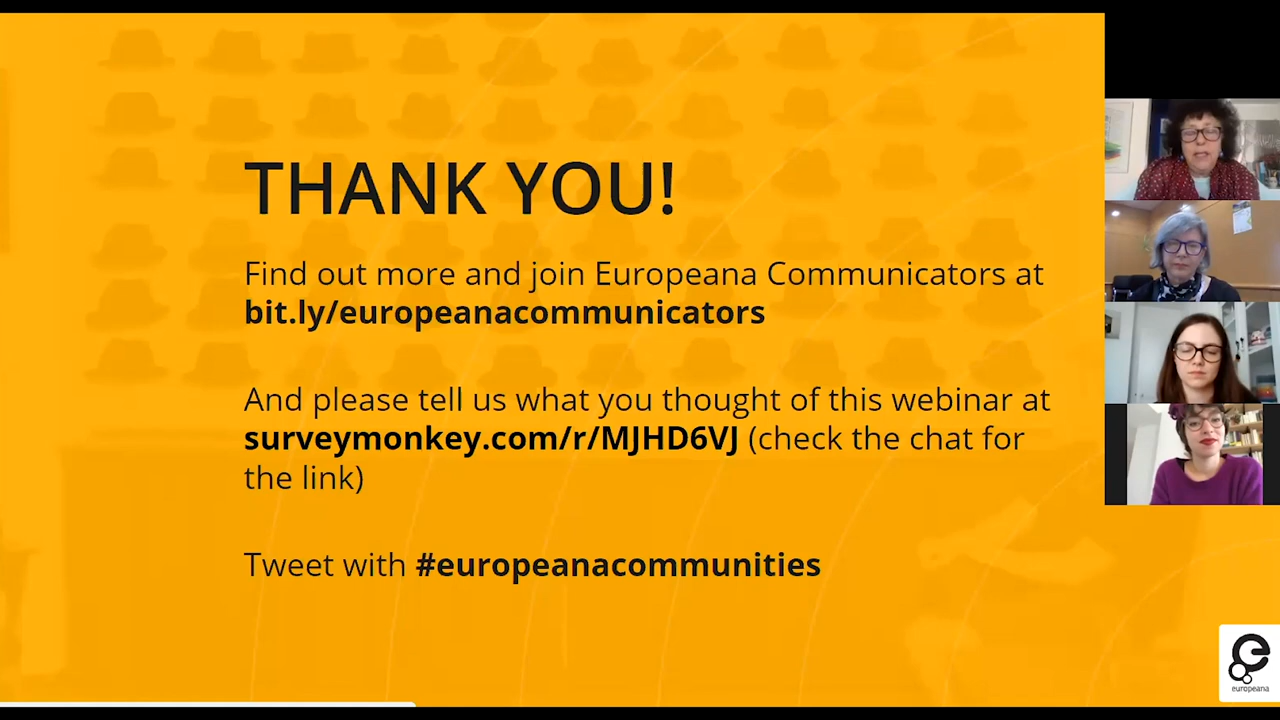 THANK YOU!
Find out more and join Europeana Communicators at
bit.ly/europeanacommunicators
And please tell us what you thought of this webinar at
surveymonkey.com/r/MJHD6VJ (check the chat for
the link)
Tweet with #europeanacommunities
europeana